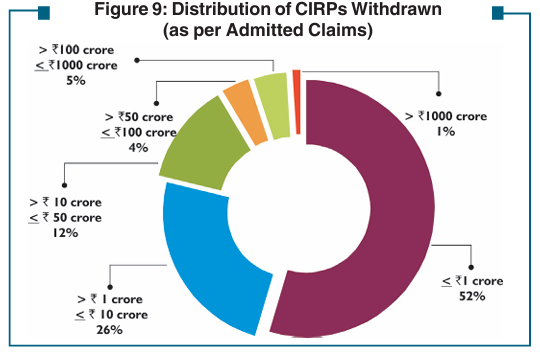 Figure 9: Distribution of CIRPs Withdrawn
(as per Admitted Claims)
> ₹100 crore
≤ ₹1000 crore
5%
> ₹50 crore
≤ ₹100 crore
4%
> ₹ 10 crore
≤ ₹ 50 crore
12%
> ₹ 1 crore
≤ ₹ 10 crore
26%
> ₹1000 crore
1%
≤ ₹1 crore
52%